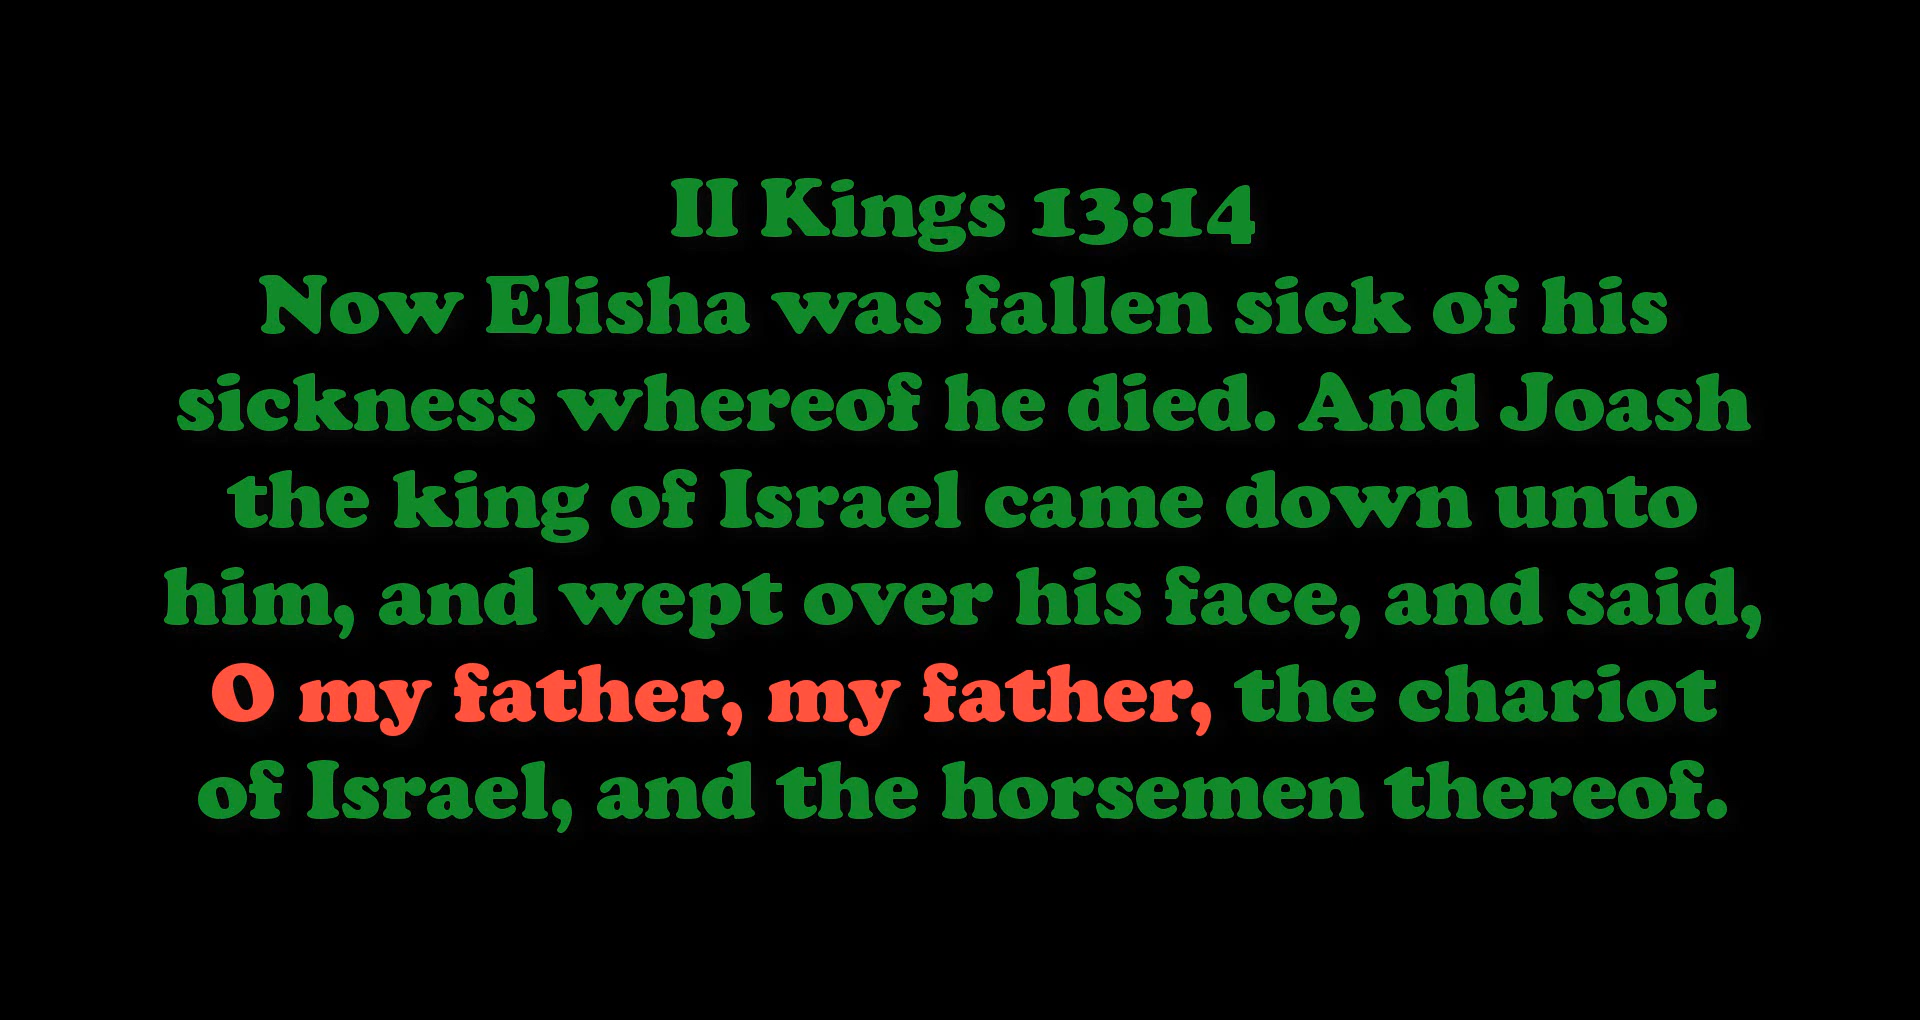 II Kings 13:14
Now Elisha was fallen sick of his
sickness whereof he died. And Joash
the king of Israel came down unto
him, and wept over his face, and said,
O my father, my father, the chariot
of Israel, and the horsemen thereof.